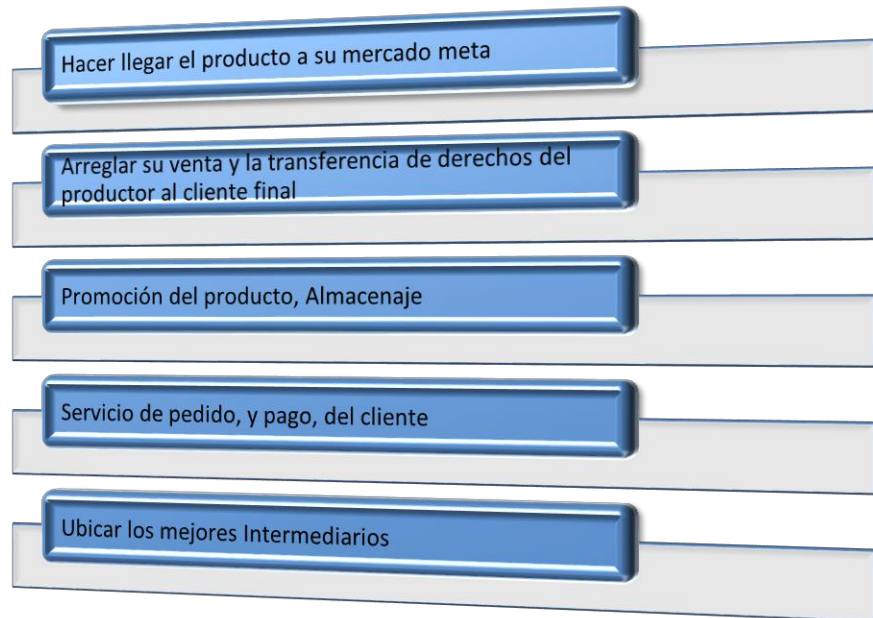 Hacer llegar el producto a su mercado meta
Arreglar su venta y la transferencia de derechos del
productor al cliente final
Promoción del producto, Almacenaje
Servicio de pedido, y pago, del cliente
Ubicar los mejores Intermediarios